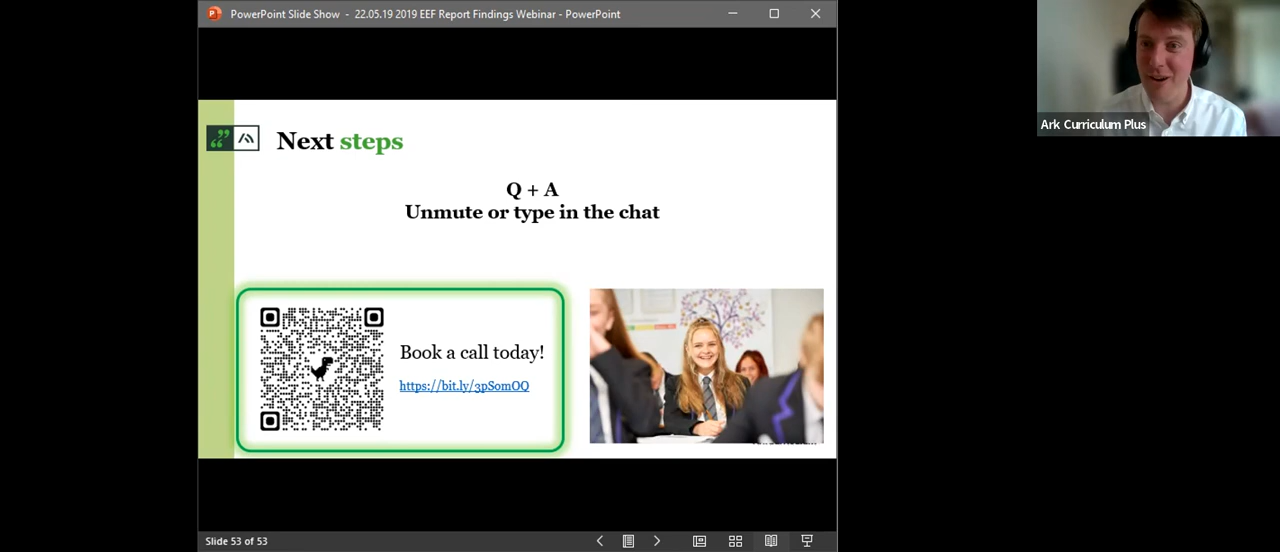 PowerPoint Slide Show - 22.05.19 2019 EEF Report Findings Webinar - PowerPoint
Ark Curriculum Plus
Next steps
Q + A
Unmute or type in the chat
Book a call today!
https://bit.ly/3pSomOQ
Slide 53 of 53